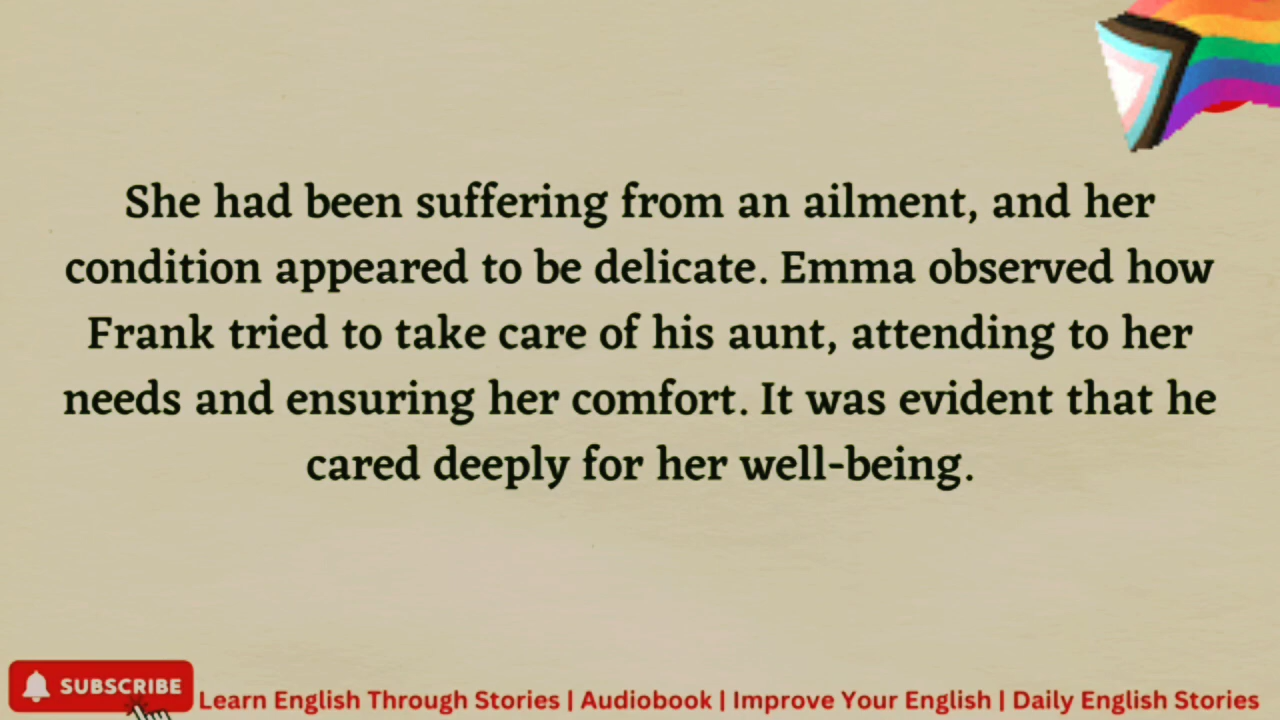 She had been suffering from an ailment, and her
condition appeared to be delicate. Emma observed how
Frank tried to take care of his aunt, attending to her
needs and ensuring her comfort. It was evident that he
cared deeply for her well-being.
SUBSCRIBE
Learn English Through Stories | Audiobook | Improve Your English | Daily English Stories